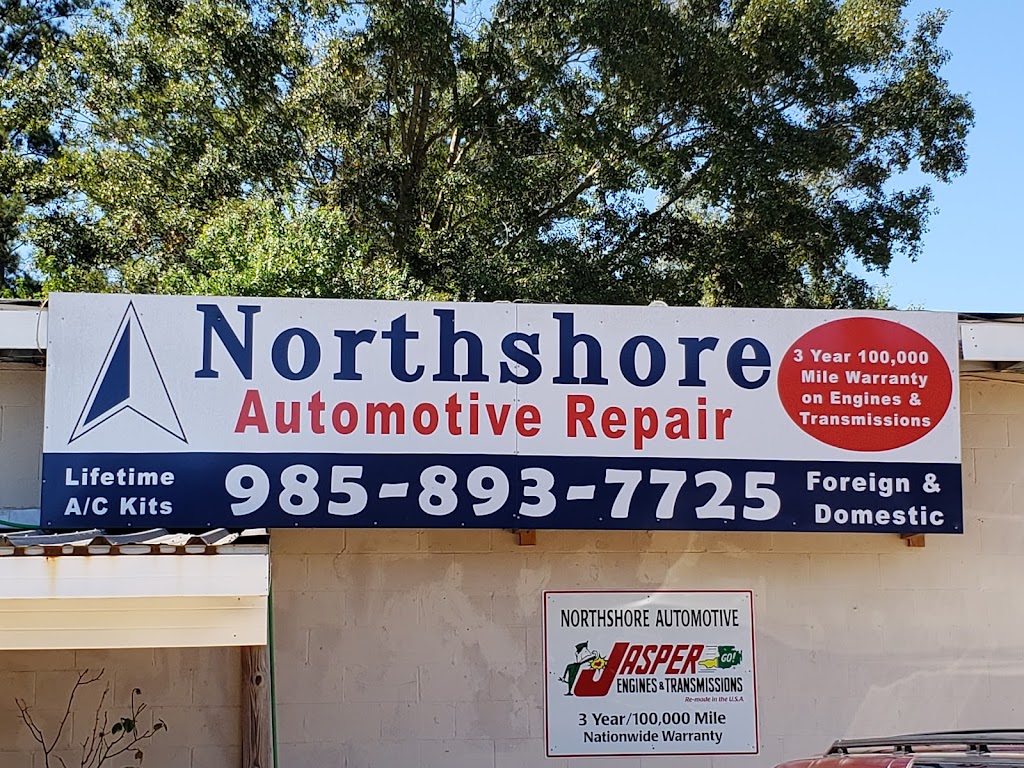 Northshore
Automotive Repair
3 Year 100,000
Mile Warranty
on Engines &
Transmissions
Lifetime
A/C Kits
985-893-7725
Foreign &
Domestic
NORTHSHORE AUTOMOTIVE
JASPER
GO!
ENGINES & TRANSMISSIONS
Re-made in the U.S.A.
3 Year/100,000 Mile
Nationwide Warranty